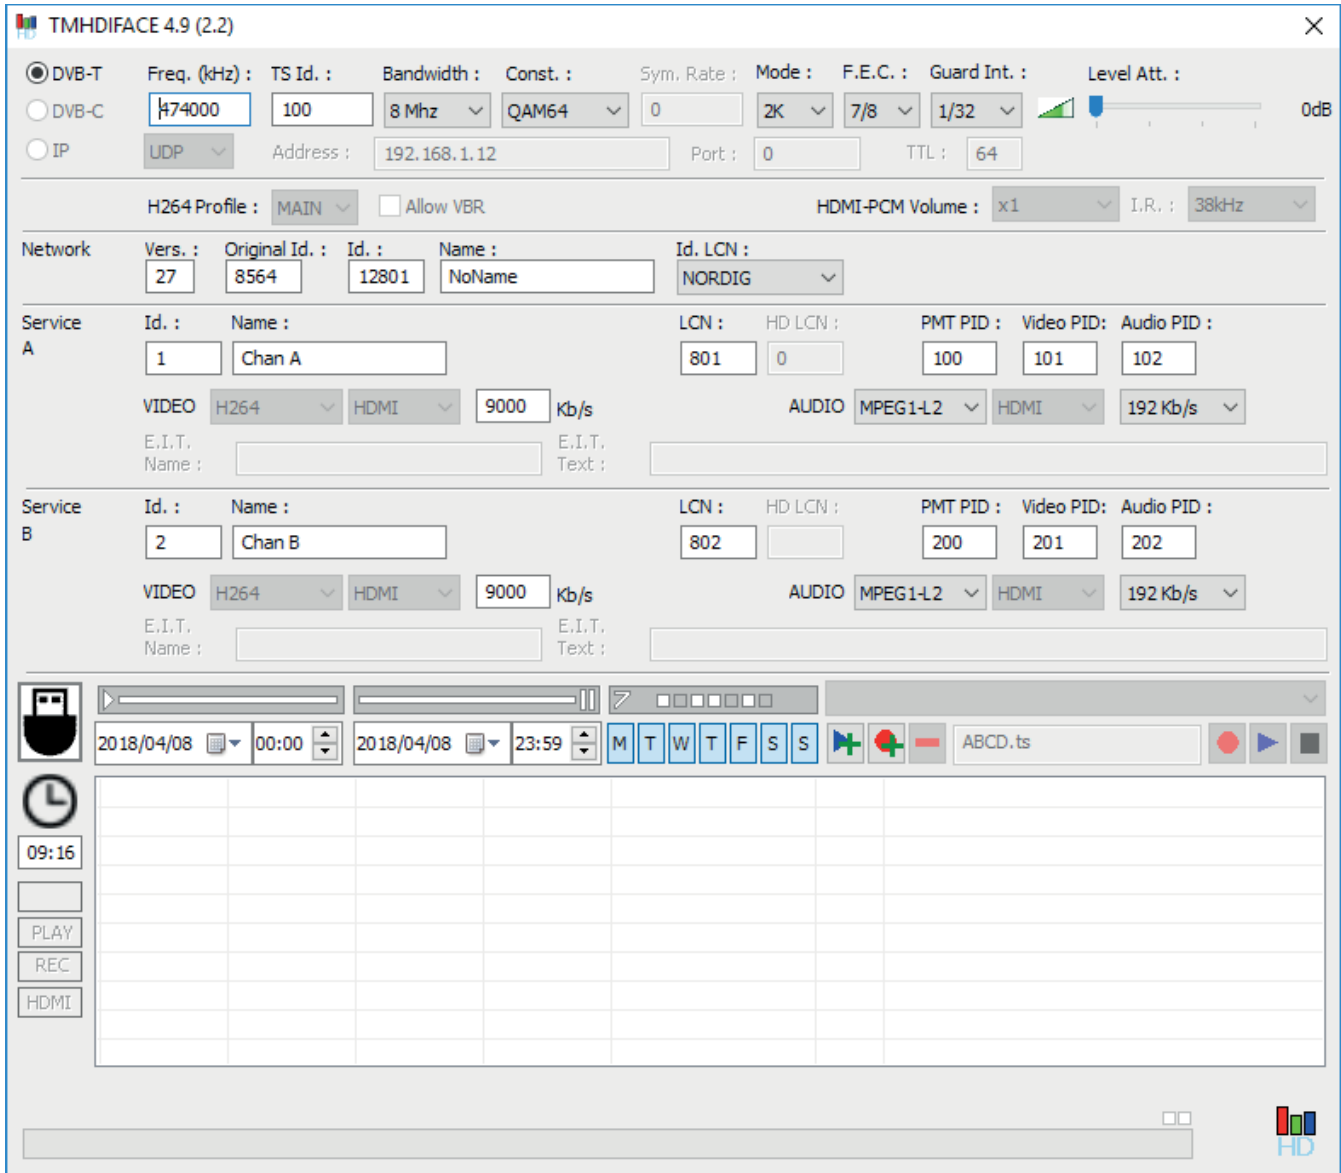 TMHDIFACE 4.9 (2.2)
DVB-T Freq. (kHz) : TS Id. : Bandwidth : Const. : Sym. Rate : Mode : F.E.C. : Guard Int. : Level Att. :
DVB-C 474000 100 8 Mhz QAM64 0 2K 7/8 1/32 0dB
IP UDP Address : 192.168.1.12 Port : 0 TTL : 64
H264 Profile : MAIN Allow VBR HDMI-PCM Volume : x1 I.R. : 38kHz
Network Vers. : Original Id. : Id. : Name : Id. LCN :
27 8564 12801 NoName NORDIG
Service Id. : Name : LCN : HD LCN : PMT PID : Video PID: Audio PID :
A 1 Chan A 801 0 100 101 102
VIDEO H264 HDMI 9000 Kb/s AUDIO MPEG1-L2 HDMI 192 Kb/s
E.I.T. E.I.T.
Name : Text :
Service Id. : Name : LCN : HD LCN : PMT PID : Video PID: Audio PID :
B 2 Chan B 802 200 201 202
VIDEO H264 HDMI 9000 Kb/s AUDIO MPEG1-L2 HDMI 192 Kb/s
E.I.T. E.I.T.
Name : Text :
7
2018/04/08 00:00 2018/04/08 23:59 M T W T F S S ABCD.ts
09:16
PLAY
REC
HDMI
HD